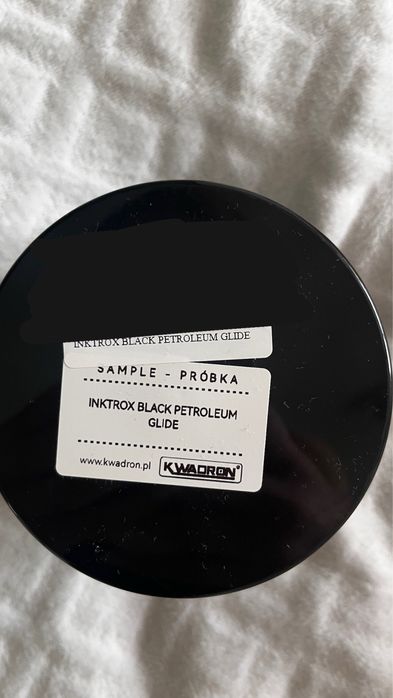 INKTROX BLACK PETROLEUM GLIDE
SAMPLE - PRÓBKA
INKTROX BLACK PETROLEUM
GLIDE
www.kwadron.pl KWADRON®